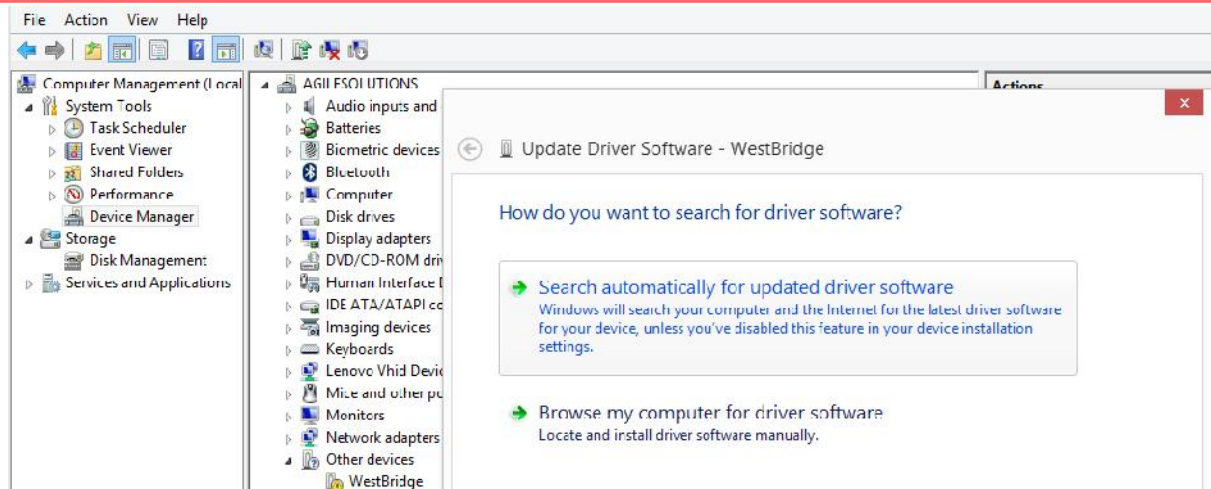 File Action View Help
Computer Management (Local
System Tools
Task Scheduler
Event Viewer
Shared Folders
Performance
Device Manager
Storage
Disk Management
Services and Applications
AGILESOLUTIONS
Audio inputs and
Batteries
Biometric devices
Bluetooth
Computer
Disk drives
Display adapters
DVD/CD-ROM driv
Human Interface D
IDE ATA/ATAPI co
Imaging devices
Keyboards
Lenovo Vhid Devic
Mice and other po
Monitors
Network adapters
Other devices
WestBridge
Actions
x
Update Driver Software - WestBridge
How do you want to search for driver software?
Search automatically for updated driver software
Windows will search your computer and the Internet for the latest driver software
for your device, unless you've disabled this feature in your device installation
settings.
Browse my computer for driver software
Locate and install driver software manually.